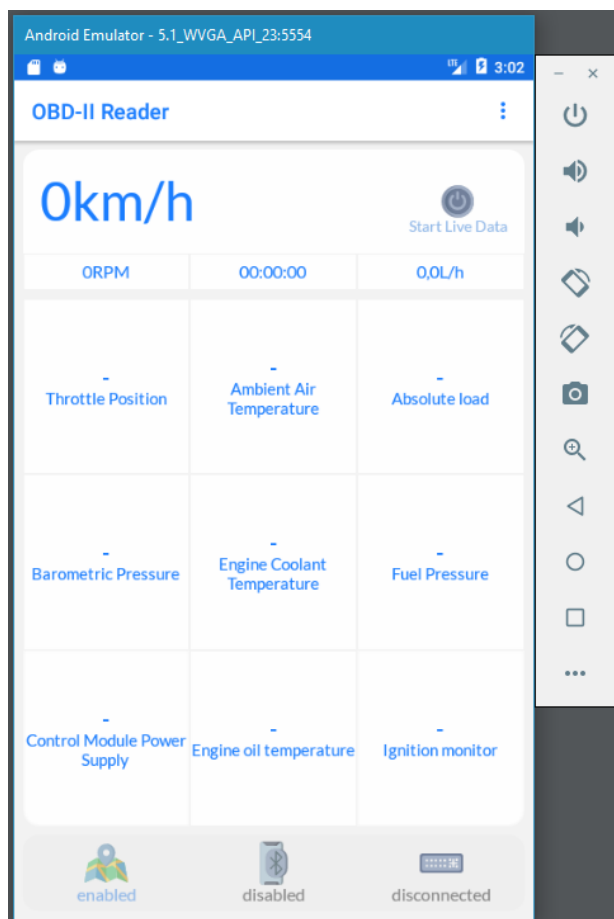 Android Emulator - 5.1_WVGA_API_23:5554
LTE 3:02
OBD-II Reader
0km/h
Start Live Data
0RPM 00:00:00 0,0L/h
-
Throttle Position
-
Ambient Air
Temperature
-
Absolute load
-
Barometric Pressure
-
Engine Coolant
Temperature
-
Fuel Pressure
-
Control Module Power
Supply
-
Engine oil temperature
-
Ignition monitor
enabled disabled disconnected